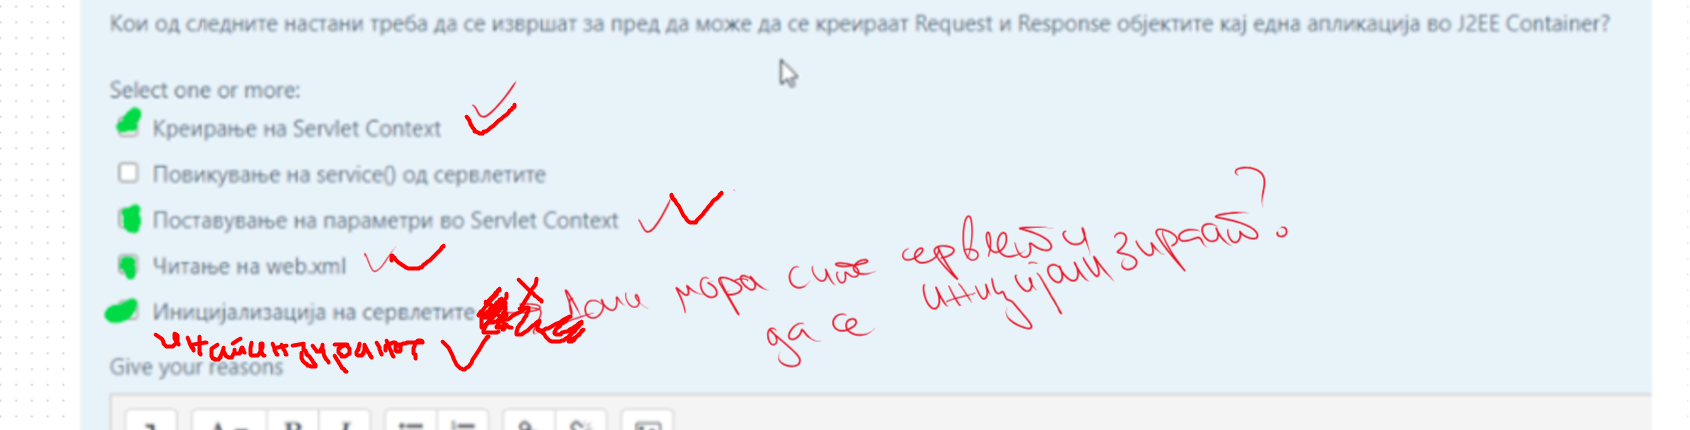 Кои од следните настани треба да се извршат за пред да може да се креираат Request и Response објектите кај една апликација во J2EE Container?
Select one or more:
Креирање на Servlet Context
Повикување на service() од сервлетите
Поставување на параметри во Servlet Context
Читање на web.xml
Иницијализација на сервлетите
Дали мора сите сервлети
да се иницијализираат?
Give your reasons